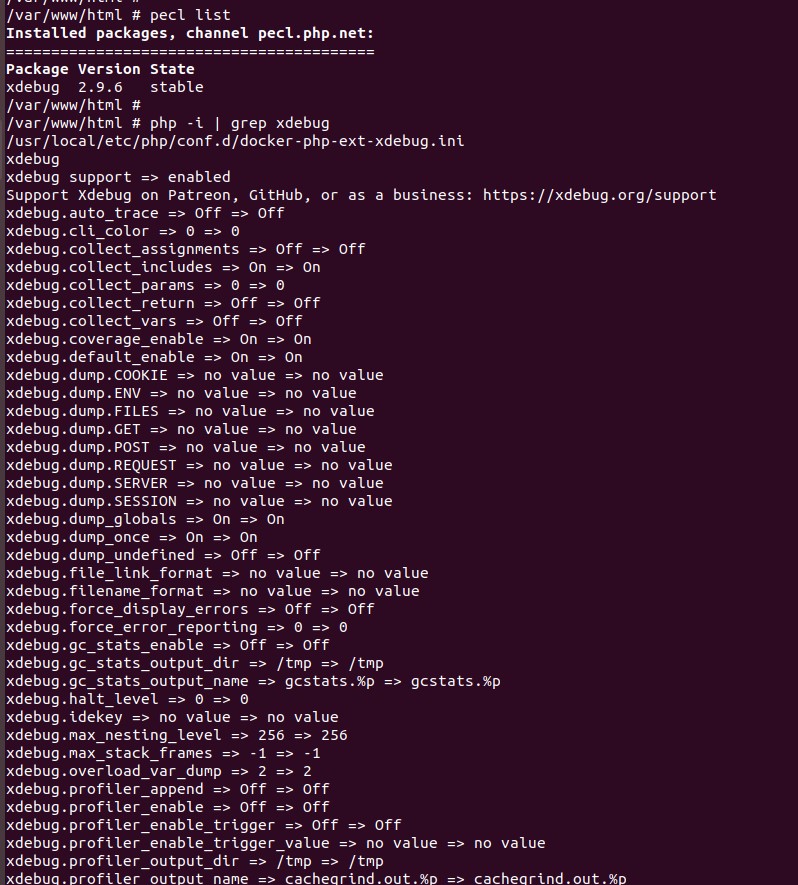 /var/www/html #
/var/www/html # pecl list
Installed packages, channel pecl.php.net:
=========================================
Package Version State
xdebug  2.9.6   stable
/var/www/html #
/var/www/html # php -i | grep xdebug
/usr/local/etc/php/conf.d/docker-php-ext-xdebug.ini
xdebug
xdebug support => enabled
Support Xdebug on Patreon, GitHub, or as a business: https://xdebug.org/support
xdebug.auto_trace => Off => Off
xdebug.cli_color => 0 => 0
xdebug.collect_assignments => Off => Off
xdebug.collect_includes => On => On
xdebug.collect_params => 0 => 0
xdebug.collect_return => Off => Off
xdebug.collect_vars => Off => Off
xdebug.coverage_enable => On => On
xdebug.default_enable => On => On
xdebug.dump.COOKIE => no value => no value
xdebug.dump.ENV => no value => no value
xdebug.dump.FILES => no value => no value
xdebug.dump.GET => no value => no value
xdebug.dump.POST => no value => no value
xdebug.dump.REQUEST => no value => no value
xdebug.dump.SERVER => no value => no value
xdebug.dump.SESSION => no value => no value
xdebug.dump_globals => On => On
xdebug.dump_once => On => On
xdebug.dump_undefined => Off => Off
xdebug.file_link_format => no value => no value
xdebug.filename_format => no value => no value
xdebug.force_display_errors => Off => Off
xdebug.force_error_reporting => 0 => 0
xdebug.gc_stats_enable => Off => Off
xdebug.gc_stats_output_dir => /tmp => /tmp
xdebug.gc_stats_output_name => gcstats.%p => gcstats.%p
xdebug.halt_level => 0 => 0
xdebug.idekey => no value => no value
xdebug.max_nesting_level => 256 => 256
xdebug.max_stack_frames => -1 => -1
xdebug.overload_var_dump => 2 => 2
xdebug.profiler_append => Off => Off
xdebug.profiler_enable => Off => Off
xdebug.profiler_enable_trigger => Off => Off
xdebug.profiler_enable_trigger_value => no value => no value
xdebug.profiler_output_dir => /tmp => /tmp
xdebug.profiler_output_name => cachegrind.out.%p => cachegrind.out.%p